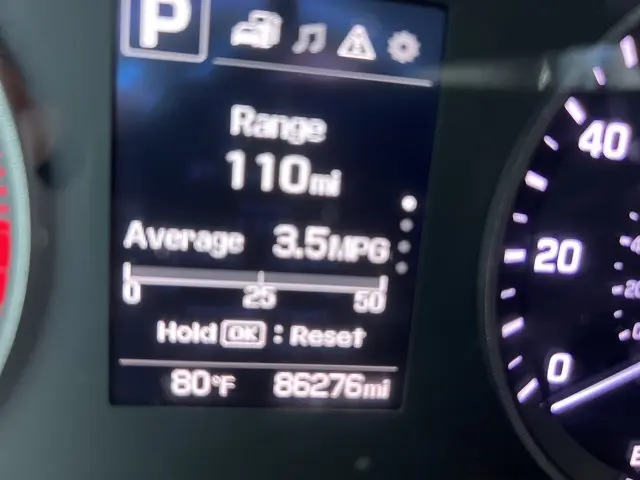 P
Range
110mi
Average 3.5MPG
0 25 50
Hold OK : Reset
80°F 86276mi
40
20
0